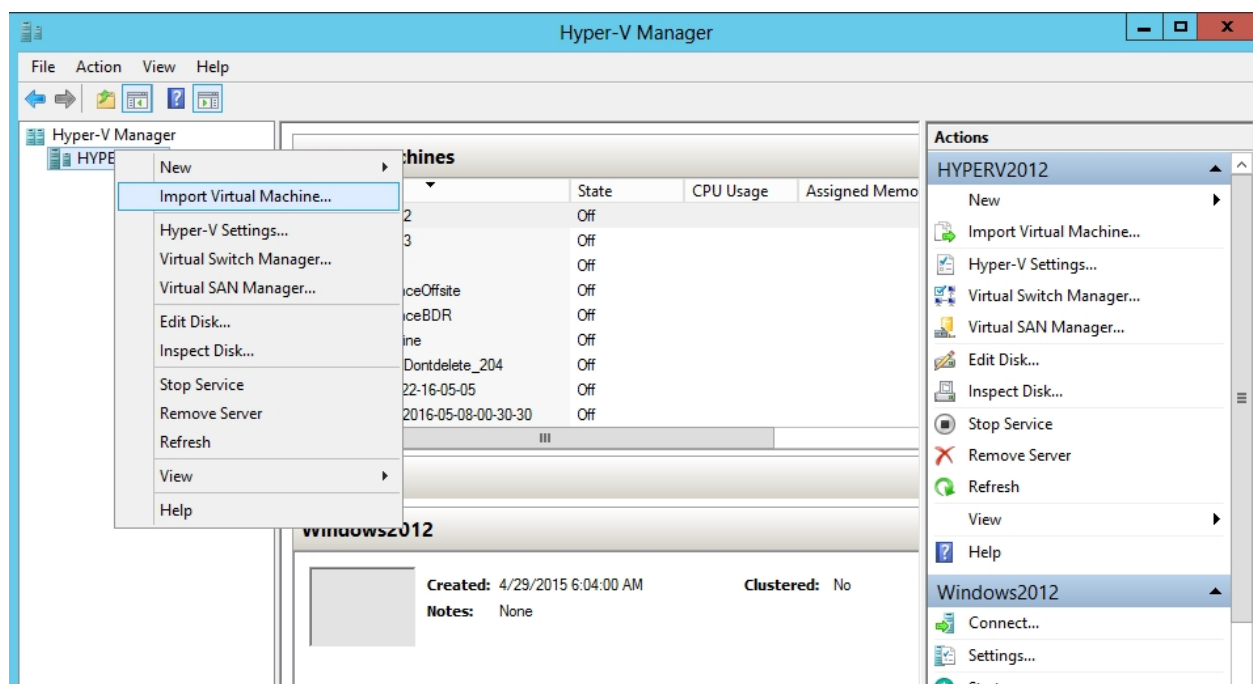 Hyper-V Manager
File Action View Help
Hyper-V Manager
HYPE
New
Import Virtual Machine...
Hyper-V Settings...
Virtual Switch Manager...
Virtual SAN Manager...
Edit Disk...
Inspect Disk...
Stop Service
Remove Server
Refresh
View
Help
chines
State CPU Usage Assigned Memo
2 Off
3 Off
Off
nceOffsite Off
nceBDR Off
ine Off
Dontdelete_204 Off
22-16-05-05 Off
2016-05-08-00-30-30 Off
Windows2012
Created: 4/29/2015 6:04:00 AM Clustered: No
Notes: None
Actions
HYPERV2012
New
Import Virtual Machine...
Hyper-V Settings...
Virtual Switch Manager...
Virtual SAN Manager...
Edit Disk...
Inspect Disk...
Stop Service
Remove Server
Refresh
View
Help
Windows2012
Connect...
Settings...